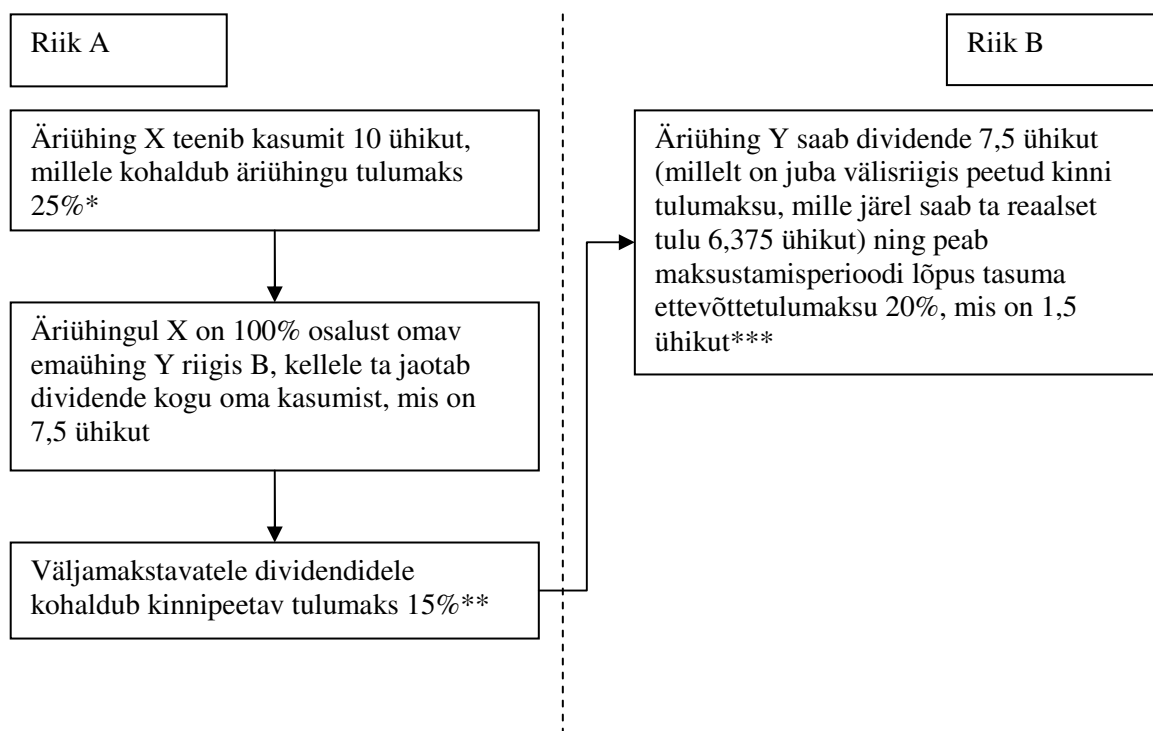 Riik A
Riik B
Äriühing X teenib kasumit 10 ühikut,
millele kohaldub äriühingu tulumaks
25%*
Äriühingul X on 100% osalust omav
emaühing Y riigis B, kellele ta jaotab
dividende kogu oma kasumist, mis on
7,5 ühikut
Väljamakstavatele dividendidele
kohaldub kinnipeetav tulumaks 15%**
Äriühing Y saab dividende 7,5 ühikut
(millelt on juba välisriigis peetud kinni
tulumaksu, mille järel saab ta reaalset
tulu 6,375 ühikut) ning peab
maksustamisperioodi lõpus tasuma
ettevõttetulumaksu 20%, mis on 1,5
ühikut***